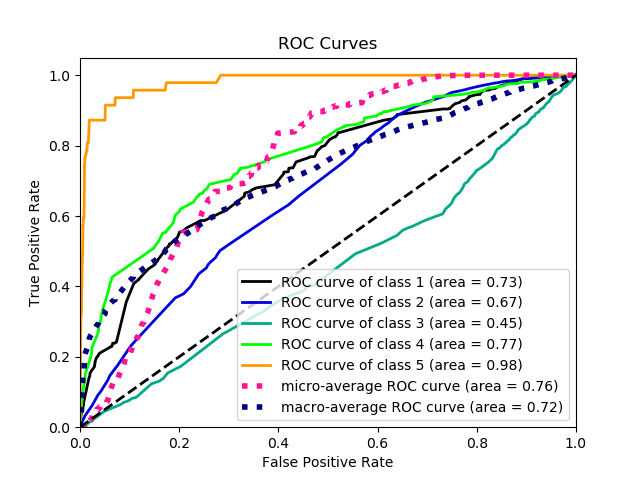 ROC Curves
True Positive Rate
1.0
0.8
0.6
0.4
0.2
0.0
ROC curve of class 1 (area = 0.73)
ROC curve of class 2 (area = 0.67)
ROC curve of class 3 (area = 0.45)
ROC curve of class 4 (area = 0.77)
ROC curve of class 5 (area = 0.98)
micro-average ROC curve (area = 0.76)
macro-average ROC curve (area = 0.72)
0.0 0.2 0.4 0.6 0.8 1.0
False Positive Rate